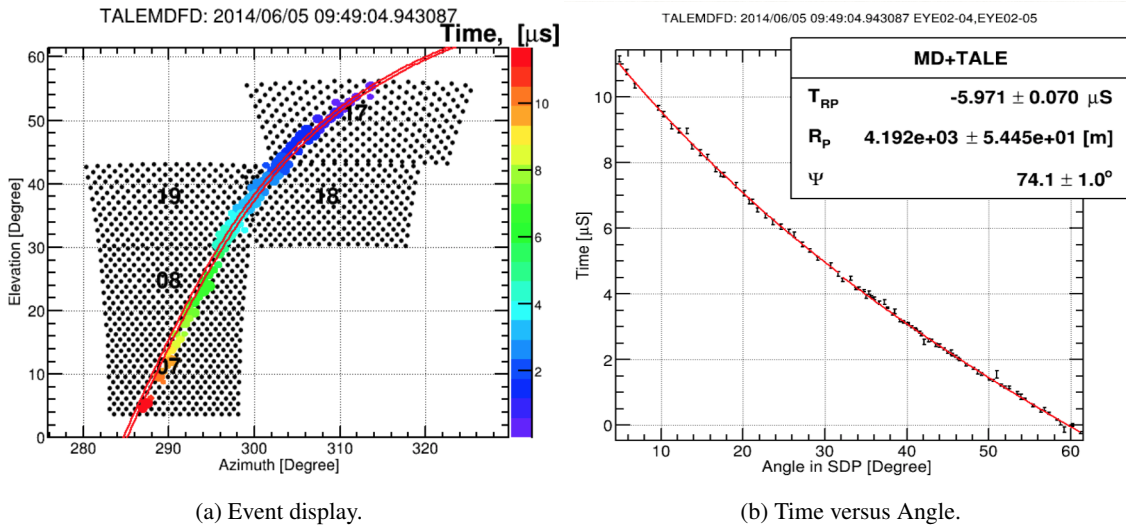 TALEMDFD: 2014/06/05 09:49:04.943087
Time, [μs]
60
50
40
30
20
10
0
Elevation [Degree]
17
19
18
08
07
10
8
6
4
2
280
290
300
310
320
Azimuth [Degree]
(a) Event display.
TALEMDFD: 2014/06/05 09:49:04.943087 EYE02-04,EYE02-05
MD+TALE
T_RP -5.971 ± 0.070 μS
R_P 4.192e+03 ± 5.445e+01 [m]
Ψ 74.1 ± 1.0°
10
8
6
4
2
0
Time [μS]
10
20
30
40
50
60
Angle in SDP [Degree]
(b) Time versus Angle.